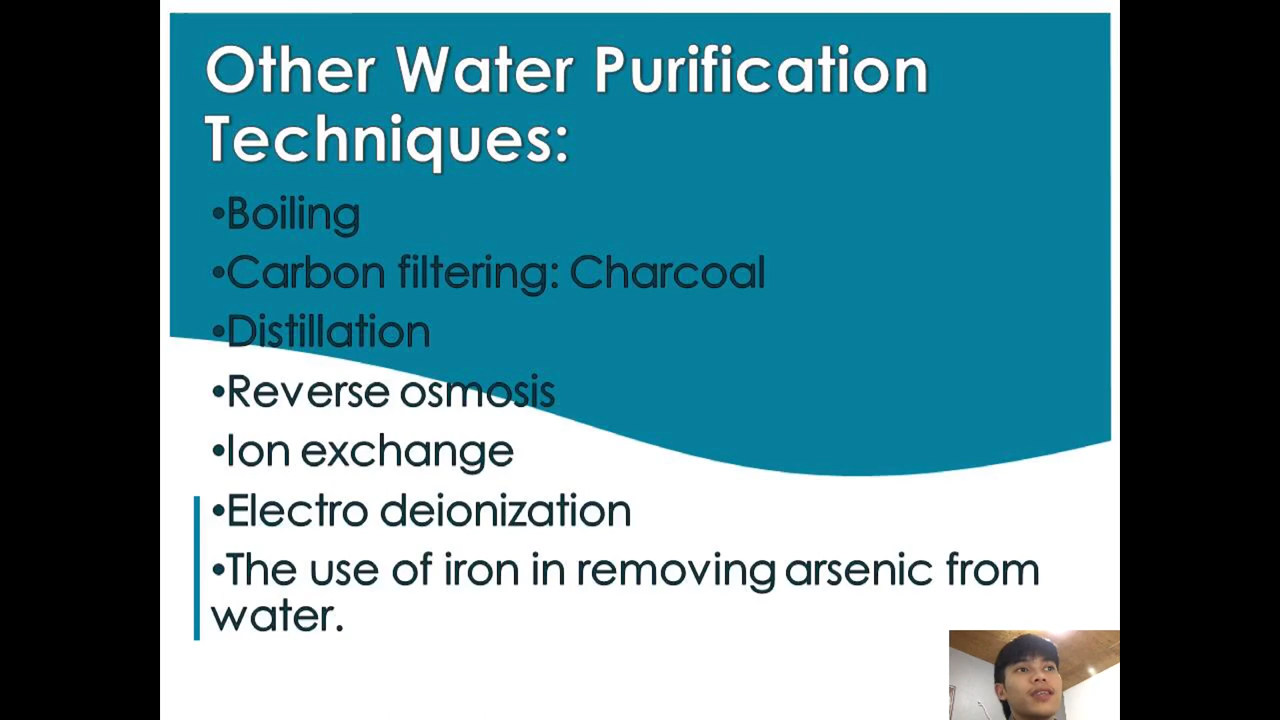 Other Water Purification
Techniques:
•Boiling
•Carbon filtering: Charcoal
•Distillation
•Reverse osmosis
•Ion exchange
•Electro deionization
•The use of iron in removing arsenic from
water.